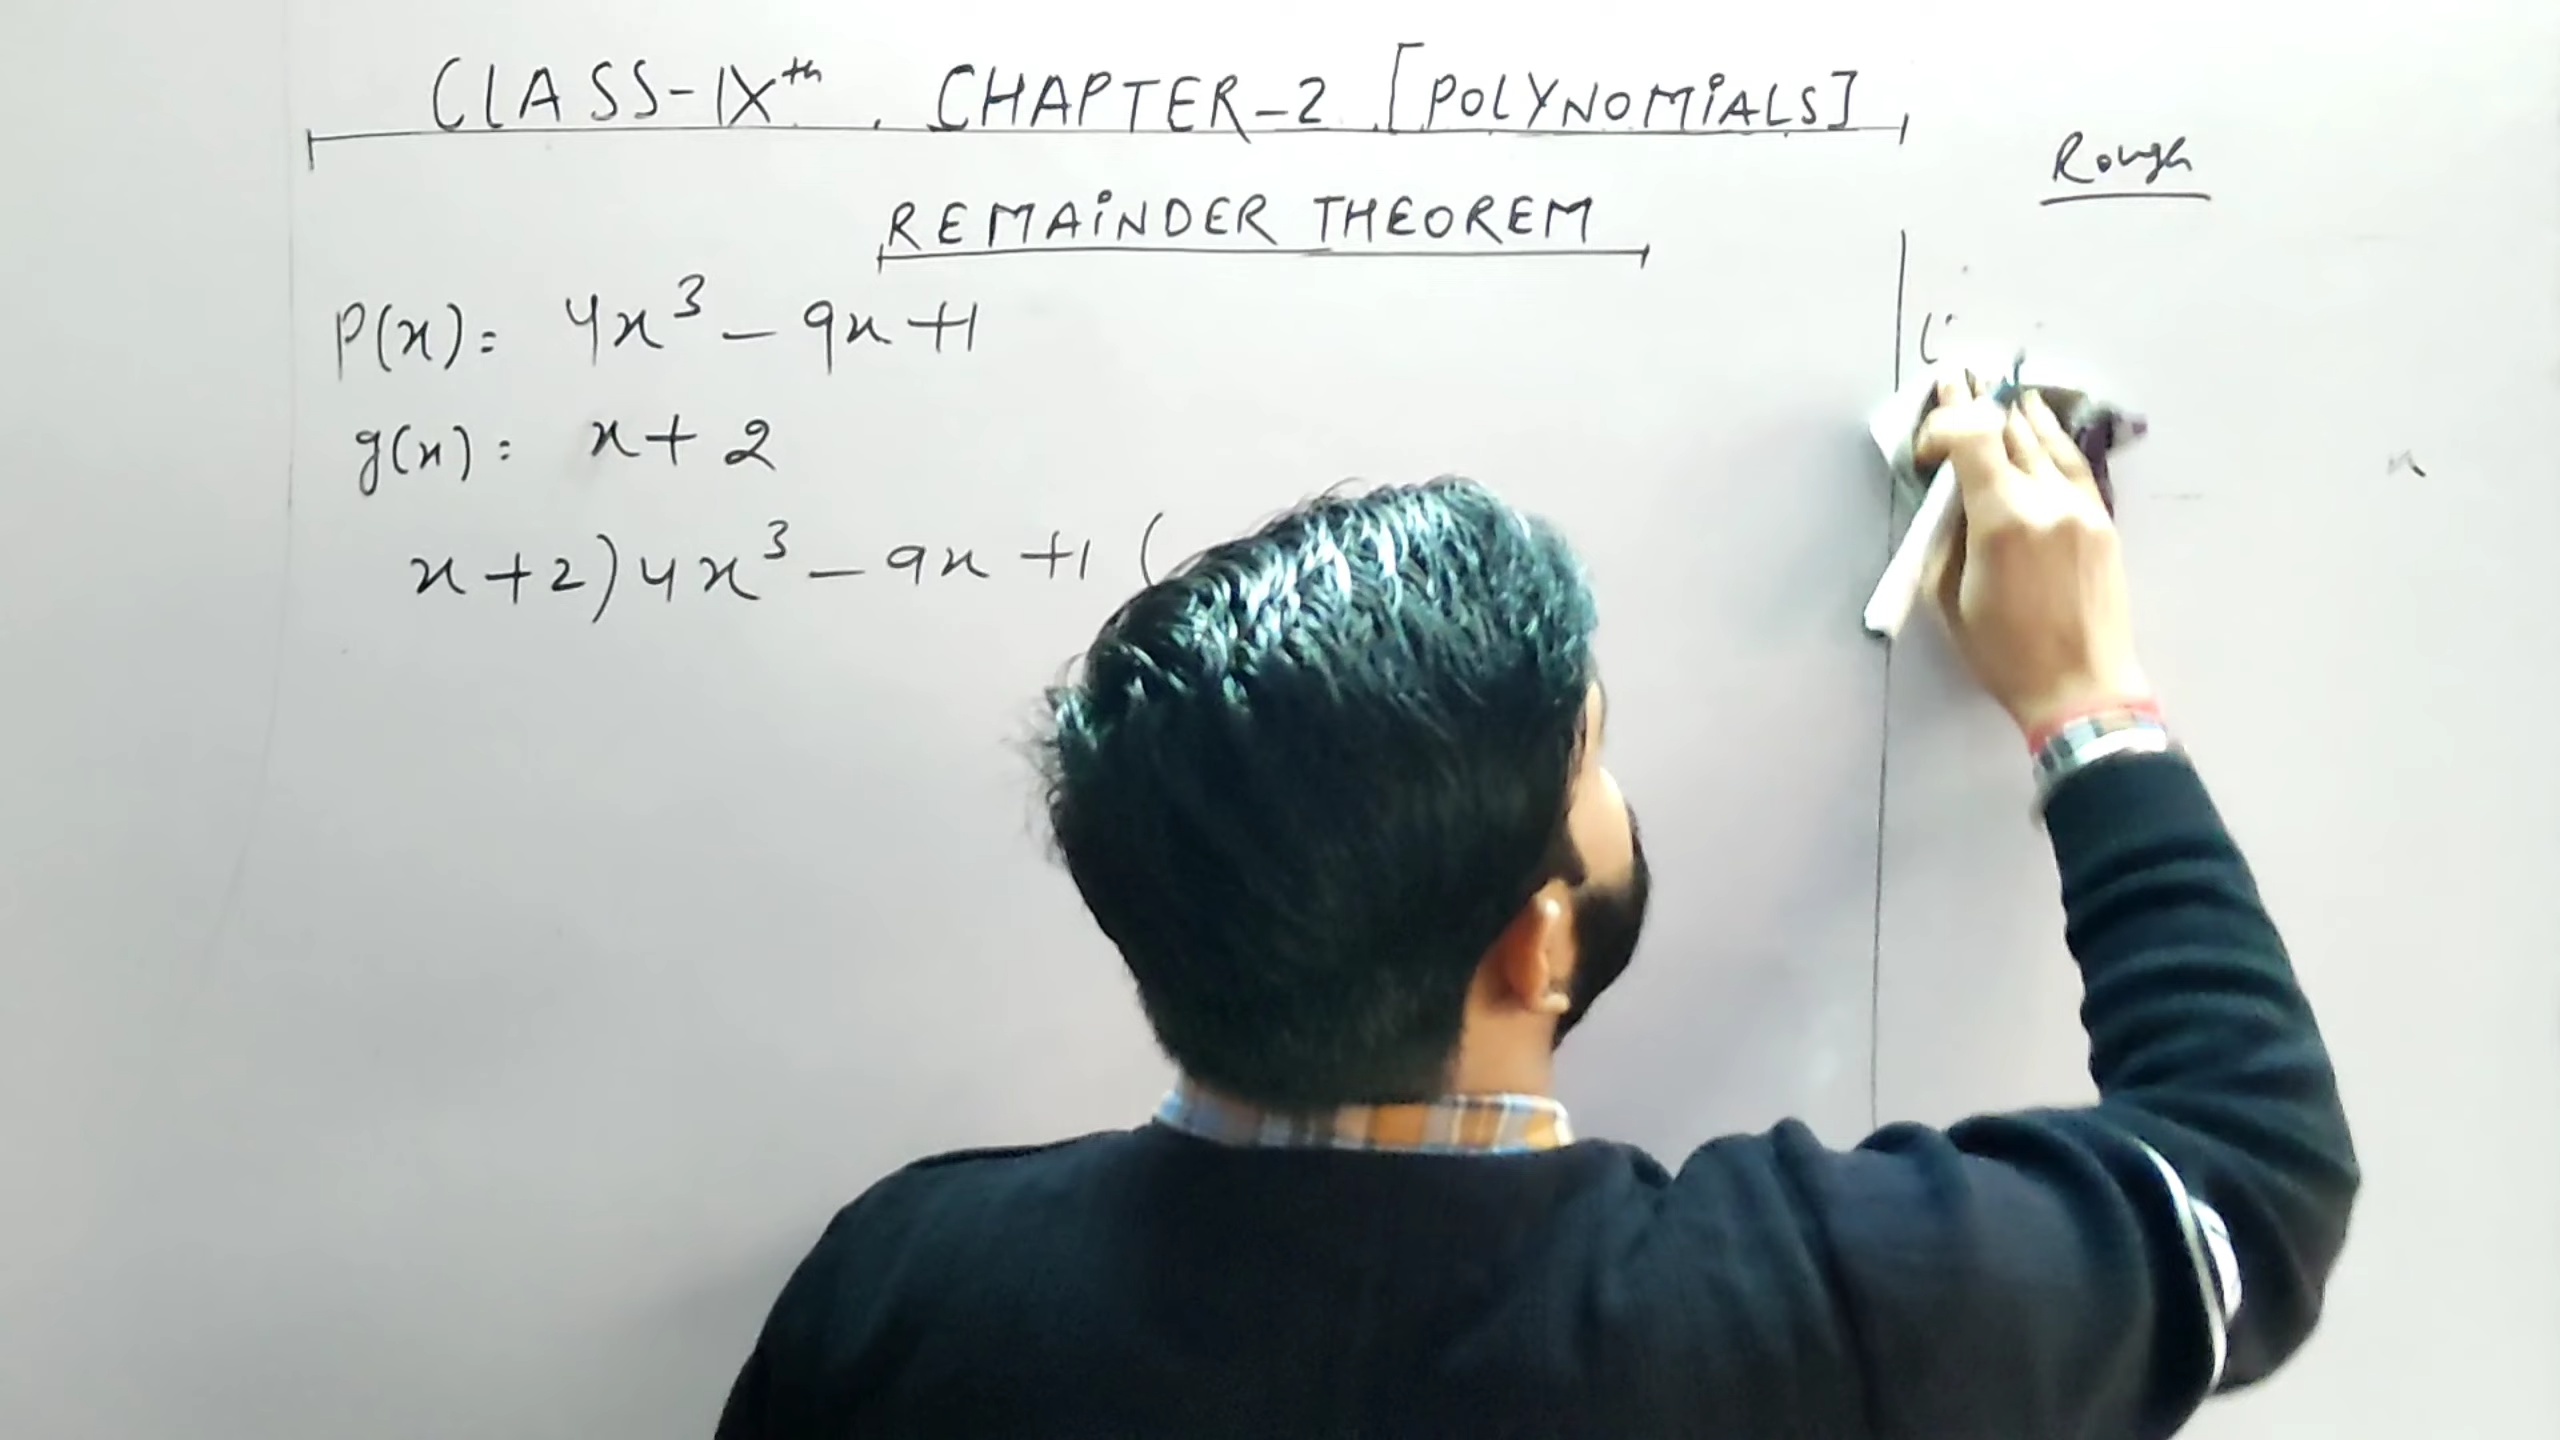 CLASS-IXth, CHAPTER-2 [POLYNOMIALS]
Rough
REMAINDER THEOREM
P(x): 4x³ - 9x +1
g(x): x + 2
x +2) 4x³ - 9x +1 (
(
x